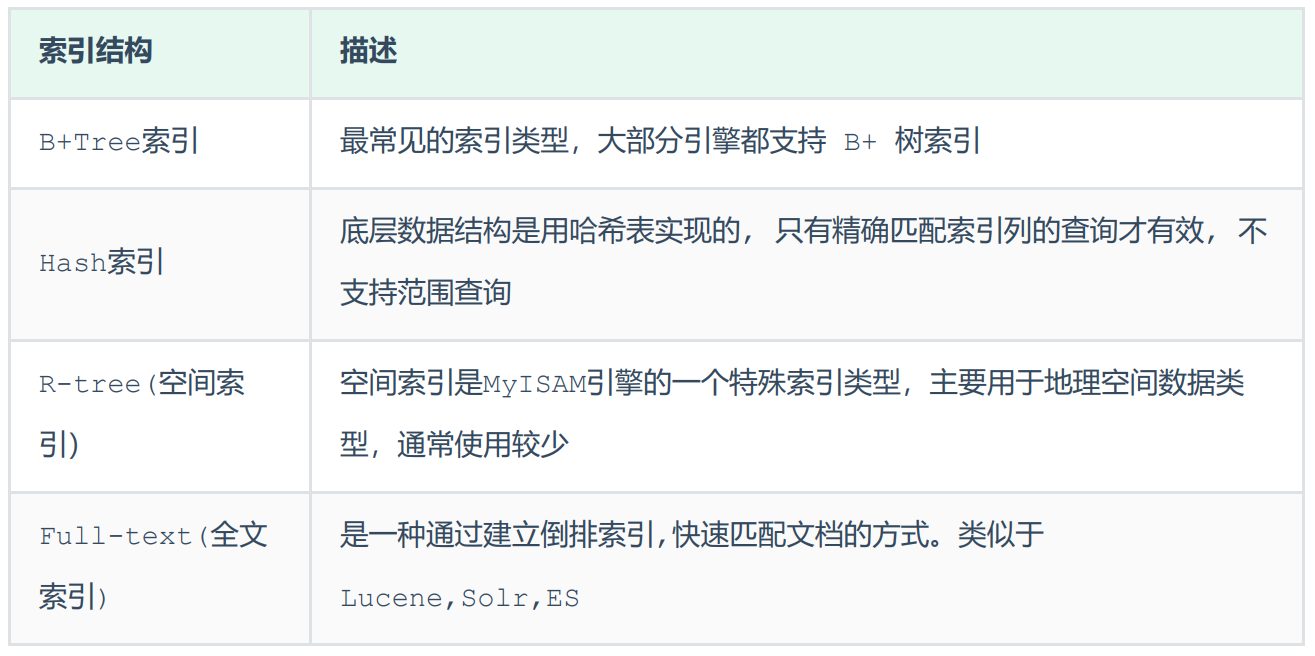 索引结构
描述
B+Tree索引
最常见的索引类型，大部分引擎都支持 B+ 树索引
Hash索引
底层数据结构是用哈希表实现的, 只有精确匹配索引列的查询才有效, 不
支持范围查询
R-tree(空间索
引)
空间索引是MyISAM引擎的一个特殊索引类型，主要用于地理空间数据类
型，通常使用较少
Full-text(全文
索引)
是一种通过建立倒排索引,快速匹配文档的方式。类似于
Lucene,Solr,ES